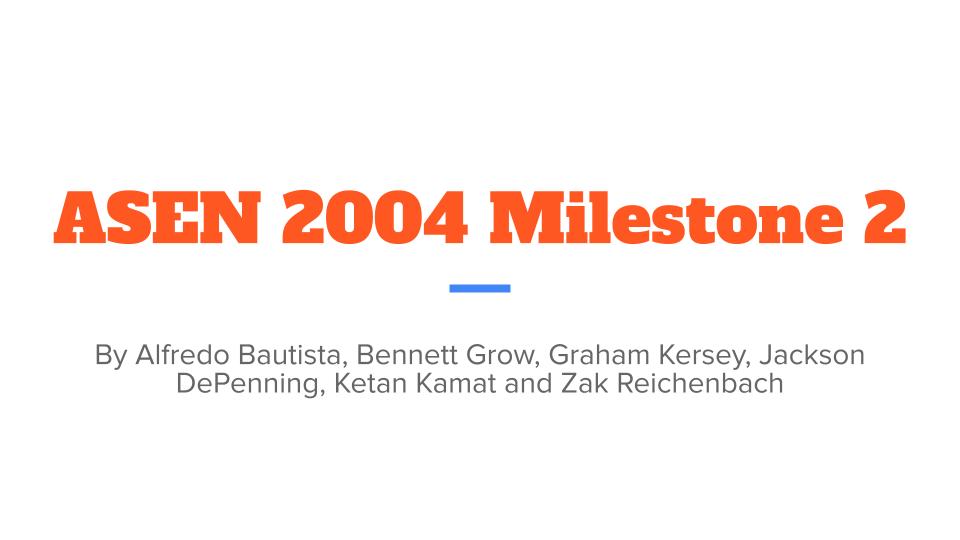 ASEN 2004 Milestone 2
By Alfredo Bautista, Bennett Grow, Graham Kersey, Jackson
DePenning, Ketan Kamat and Zak Reichenbach